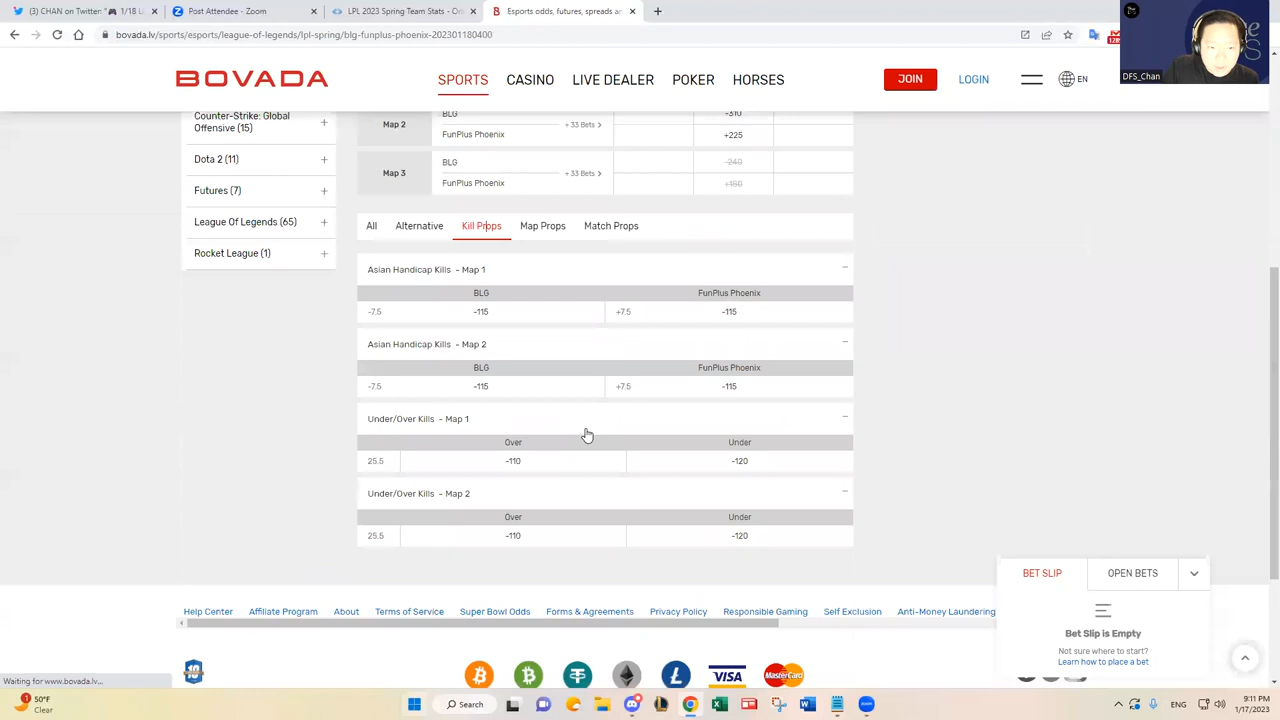 (3) CHAN on Twitter: "🎮 1/18 L
Post Attendee - Zoom
LPL 2023 Spring Team Stats - Or
Esports odds, futures, spreads an
bovada.lv/sports/esports/league-of-legends/lpl-spring/blg-funplus-phoenix-202301180400
DFS_Chan
BOVADA
SPORTS
CASINO
LIVE DEALER
POKER
HORSES
JOIN
LOGIN
EN
Counter-Strike: Global
Offensive (15)
Dota 2 (11)
Futures (7)
League Of Legends (65)
Rocket League (1)
Map 2
BLG
-310
+ 33 Bets >
FunPlus Phoenix
+225
Map 3
BLG
-240
+ 33 Bets >
FunPlus Phoenix
+150
All
Alternative
Kill Props
Map Props
Match Props
Asian Handicap Kills - Map 1
BLG
FunPlus Phoenix
-7.5
-115
+7.5
-115
Asian Handicap Kills - Map 2
BLG
FunPlus Phoenix
-7.5
-115
+7.5
-115
Under/Over Kills - Map 1
Over
Under
25.5
-110
-120
Under/Over Kills - Map 2
Over
Under
25.5
-110
-120
BET SLIP
OPEN BETS
Bet Slip is Empty
Not sure where to start?
Learn how to place a bet
Help Center
Affiliate Program
About
Terms of Service
Super Bowl Odds
Forms & Agreements
Privacy Policy
Responsible Gaming
Self Exclusion
Anti-Money Laundering
VISA
MasterCard
Waiting for www.bovada.lv...
50°F
Clear
Search
ENG
9:11 PM
1/17/2023